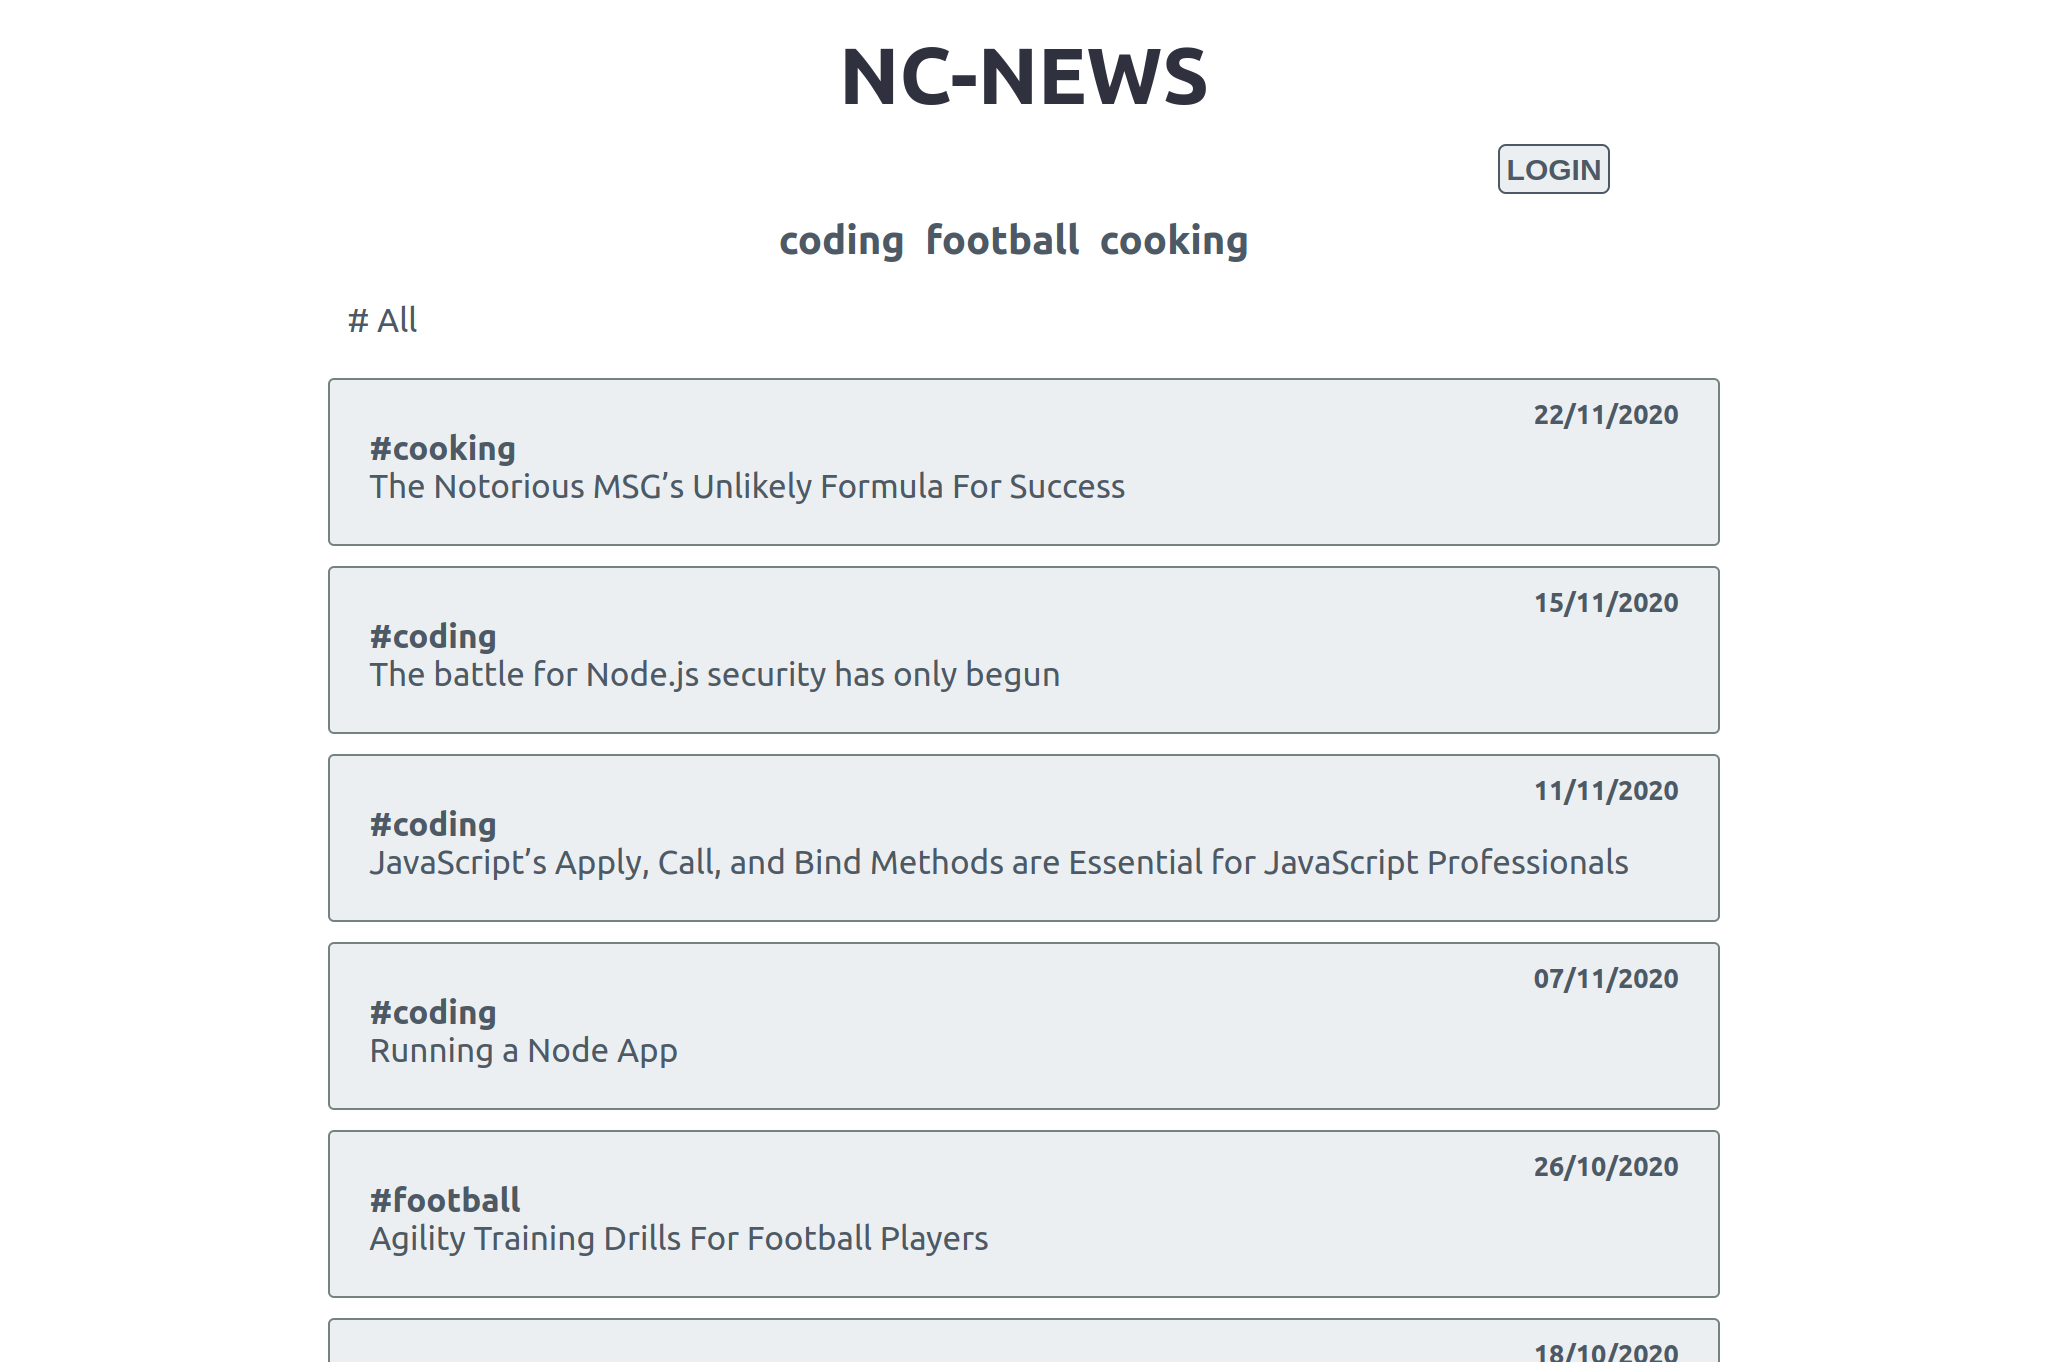 NC-NEWS
LOGIN
coding football cooking
# All
22/11/2020
#cooking
The Notorious MSG’s Unlikely Formula For Success
15/11/2020
#coding
The battle for Node.js security has only begun
11/11/2020
#coding
JavaScript’s Apply, Call, and Bind Methods are Essential for JavaScript Professionals
07/11/2020
#coding
Running a Node App
26/10/2020
#football
Agility Training Drills For Football Players
18/10/2020